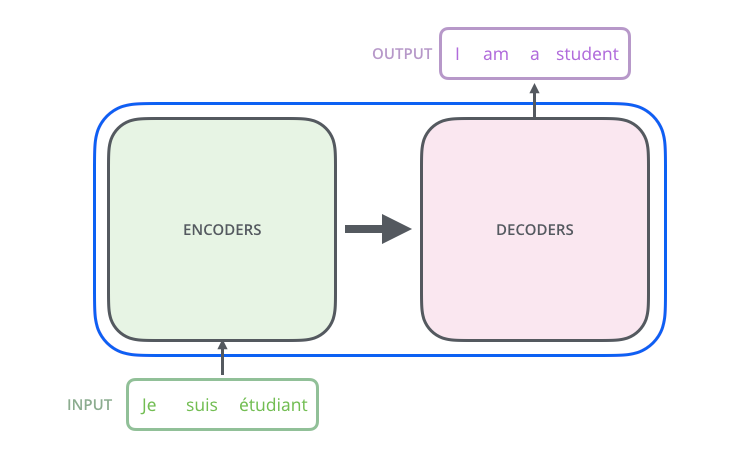 OUTPUT I am a student
ENCODERS DECODERS
INPUT Je suis étudiant